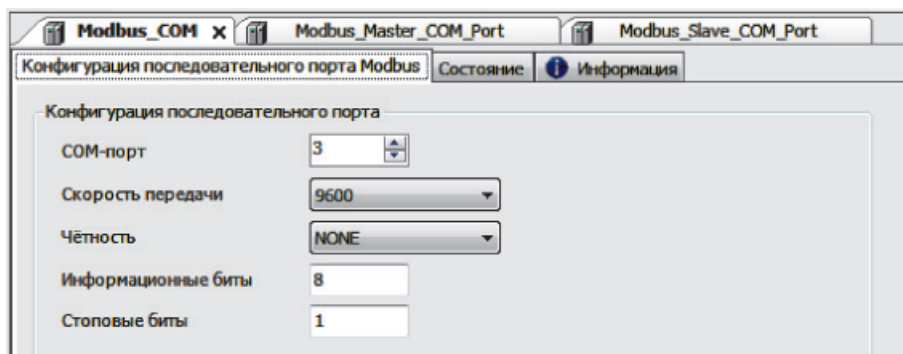 Modbus_COM x Modbus_Master_COM_Port Modbus_Slave_COM_Port
Конфигурация последовательного порта Modbus Состояние i Информация
Конфигурация последовательного порта
COM-порт 3
Скорость передачи 9600
Чётность NONE
Информационные биты 8
Стоповые биты 1